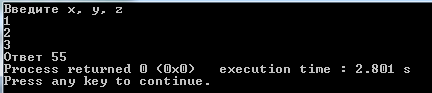 Введите x, y, z
1
2
3
Ответ 55
Process returned 0 (0x0)   execution time : 2.801 s
Press any key to continue.